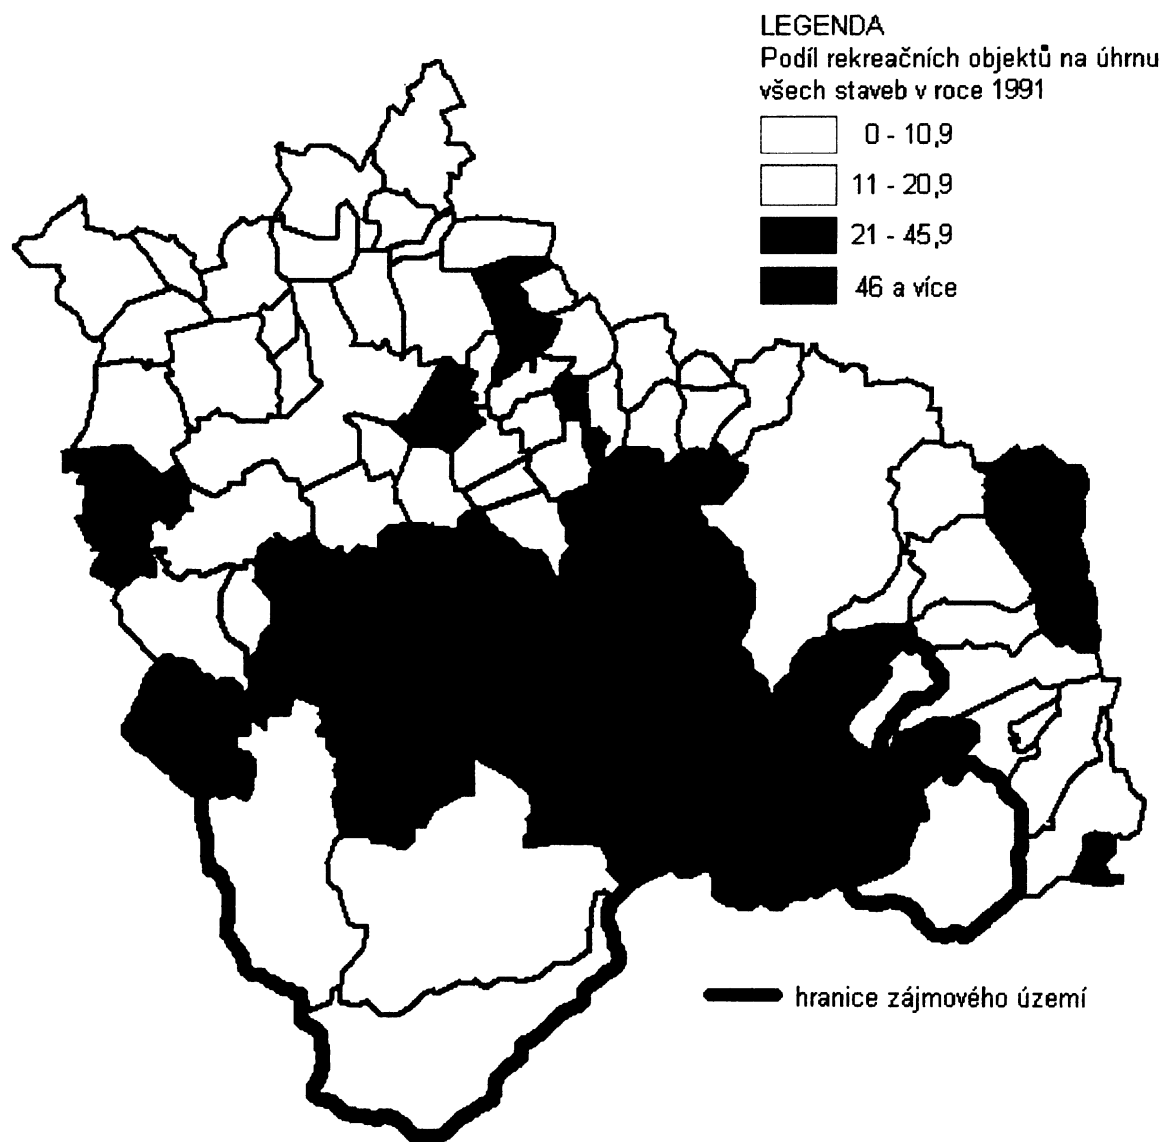 LEGENDA
Podíl rekreačních objektů na úhrnu
všech staveb v roce 1991
0 - 10,9
11 - 20,9
21 - 45,9
46 a více
hranice zájmového území